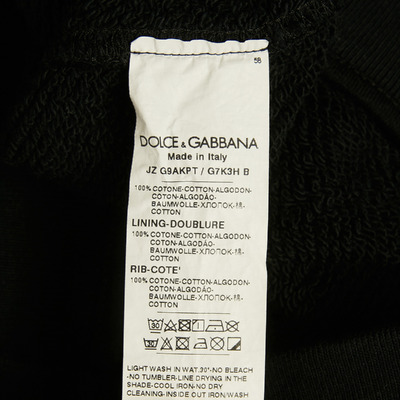 58
DOLCE & GABBANA
Made in Italy
JZ G9AKPT / G7K3H B
100% COTONE-COTTON-ALGODON-
COTON-ALGODÃO-
BAUMWOLLE-ХЛОПОК-棉-
COTTON
LINING-DOUBLURE
100% COTONE-COTTON-ALGODON-
COTON-ALGODÃO-
BAUMWOLLE-ХЛОПОК-棉-
COTTON
RIB-COTE'
100% COTONE-COTTON-ALGODON-
COTON-ALGODÃO-
BAUMWOLLE-ХЛОПОК-棉-
COTTON
LIGHT WASH IN WAT.30°-NO BLEACH
-NO TUMBLER-LINE DRYING IN THE
SHADE-COOL IRON-NO DRY
CLEANING-INSIDE OUT IRON/WASH